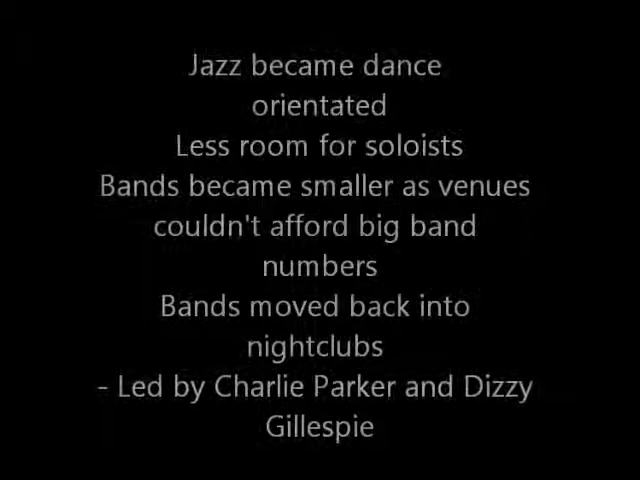 Jazz became dance
orientated
Less room for soloists
Bands became smaller as venues
couldn't afford big band
numbers
Bands moved back into
nightclubs
- Led by Charlie Parker and Dizzy
Gillespie